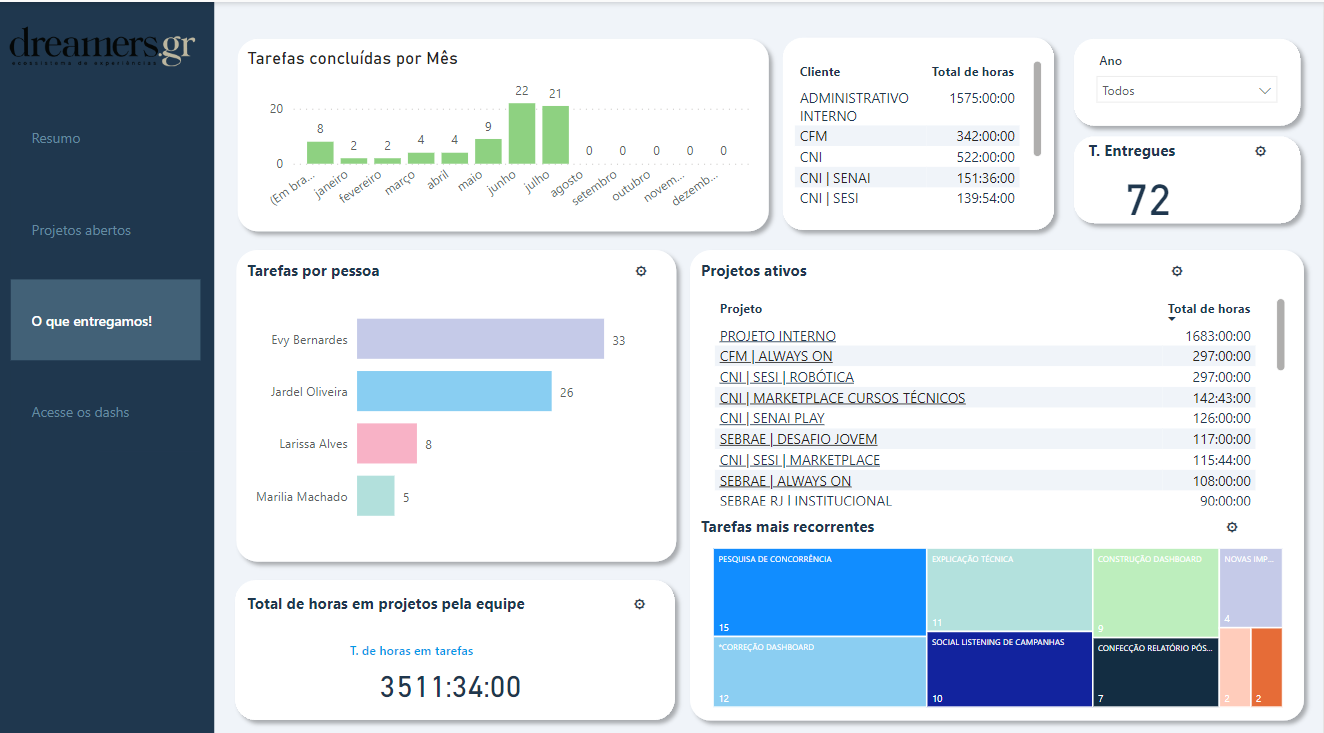 dreamers.gr
ecossistema de experiências
Resumo
Projetos abertos
O que entregamos!
Acesse os dashs
Tarefas concluídas por Mês
20
0
8
2
2
4
4
9
22
21
0
0
0
0
0
(Em bra...
janeiro
fevereiro
março
abril
maio
junho
julho
agosto
setembro
outubro
novem...
dezemb...
Cliente Total de horas
ADMINISTRATIVO INTERNO 1575:00:00
CFM 342:00:00
CNI 522:00:00
CNI | SENAI 151:36:00
CNI | SESI 139:54:00
Ano
Todos
T. Entregues
72
Tarefas por pessoa
Evy Bernardes 33
Jardel Oliveira 26
Larissa Alves 8
Marilia Machado 5
Total de horas em projetos pela equipe
T. de horas em tarefas
3511:34:00
Projetos ativos
Projeto Total de horas
PROJETO INTERNO 1683:00:00
CFM | ALWAYS ON 297:00:00
CNI | SESI | ROBÓTICA 297:00:00
CNI | MARKETPLACE CURSOS TÉCNICOS 142:43:00
CNI | SENAI PLAY 126:00:00
SEBRAE | DESAFIO JOVEM 117:00:00
CNI | SESI | MARKETPLACE 115:44:00
SEBRAE | ALWAYS ON 108:00:00
SEBRAE RJ | INSTITUCIONAL 90:00:00
Tarefas mais recorrentes
PESQUISA DE CONCORRÊNCIA
15
*CORREÇÃO DASHBOARD
12
EXPLICAÇÃO TÉCNICA
11
SOCIAL LISTENING DE CAMPANHAS
10
CONSTRUÇÃO DASHBOARD
9
CONFECÇÃO RELATÓRIO PÓS...
7
NOVAS IMP...
4
2
2